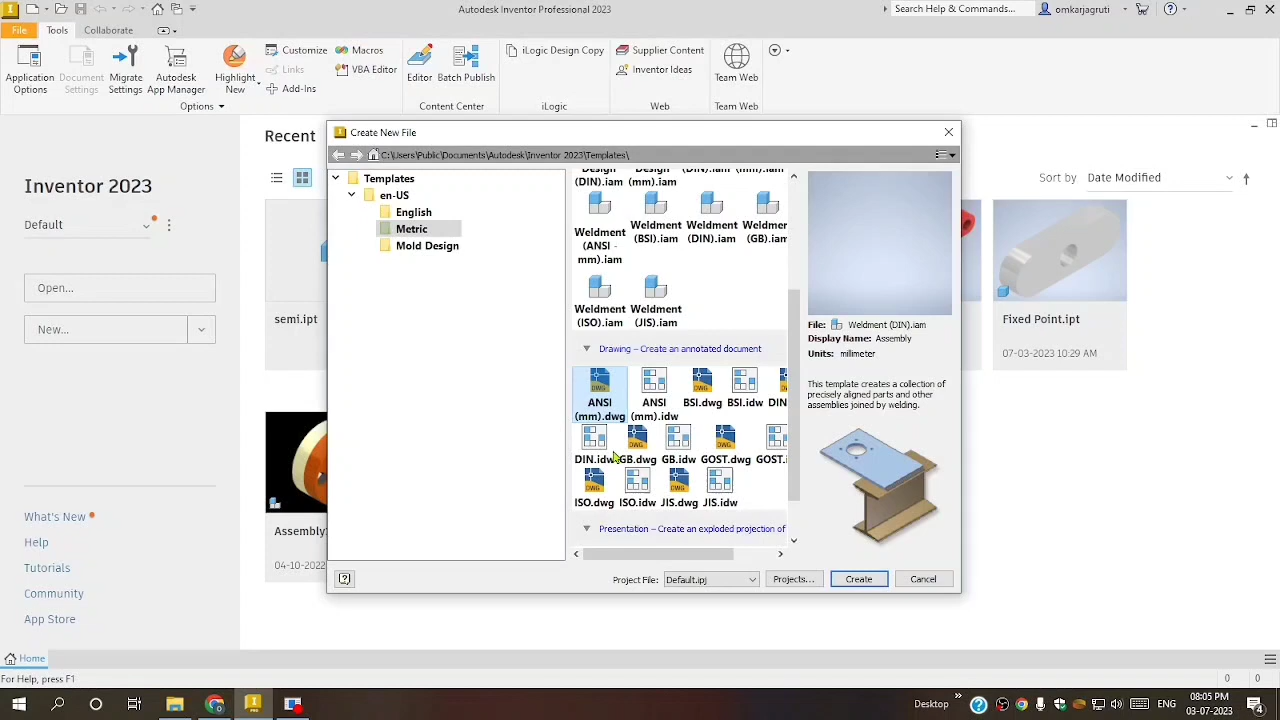 Autodesk Inventor Professional 2023
Search Help & Commands...
omkarjagruti
File
Tools
Collaborate
Application Options
Document Settings
Migrate Settings
Autodesk App Manager
Highlight New
Customize
Links
Add-Ins
Macros
VBA Editor
Editor
Batch Publish
iLogic Design Copy
Supplier Content
Inventor Ideas
Team Web
Options
Content Center
iLogic
Web
Team Web
Inventor 2023
Default
Open...
New...
What's New
Help
Tutorials
Community
App Store
Recent
Sort by
Date Modified
semi.ipt
Fixed Point.ipt
07-03-2023 10:29 AM
Assembly
04-10-2022
Create New File
C:\Users\Public\Documents\Autodesk\Inventor 2023\Templates\
Templates
en-US
English
Metric
Mold Design
(DIN).iam
(mm).iam
(DIN).iam
(mm).iam
Weldment (ANSI - mm).iam
Weldment (BSI).iam
Weldment (DIN).iam
Weldment (GB).iam
Weldment (ISO).iam
Weldment (JIS).iam
Drawing – Create an annotated document
ANSI (mm).dwg
ANSI (mm).idw
BSI.dwg
BSI.idw
DIN
DIN.idw
GB.dwg
GB.idw
GOST.dwg
GOST.i
ISO.dwg
ISO.idw
JIS.dwg
JIS.idw
Presentation – Create an exploded projection of
File: Weldment (DIN).iam
Display Name: Assembly
Units: milimeter
This template creates a collection of
precisely aligned parts and other
assemblies joined by welding.
Project File:
Default.ipj
Projects...
Create
Cancel
Home
For Help, press F1
0
0
Desktop
ENG
08:05 PM
03-07-2023